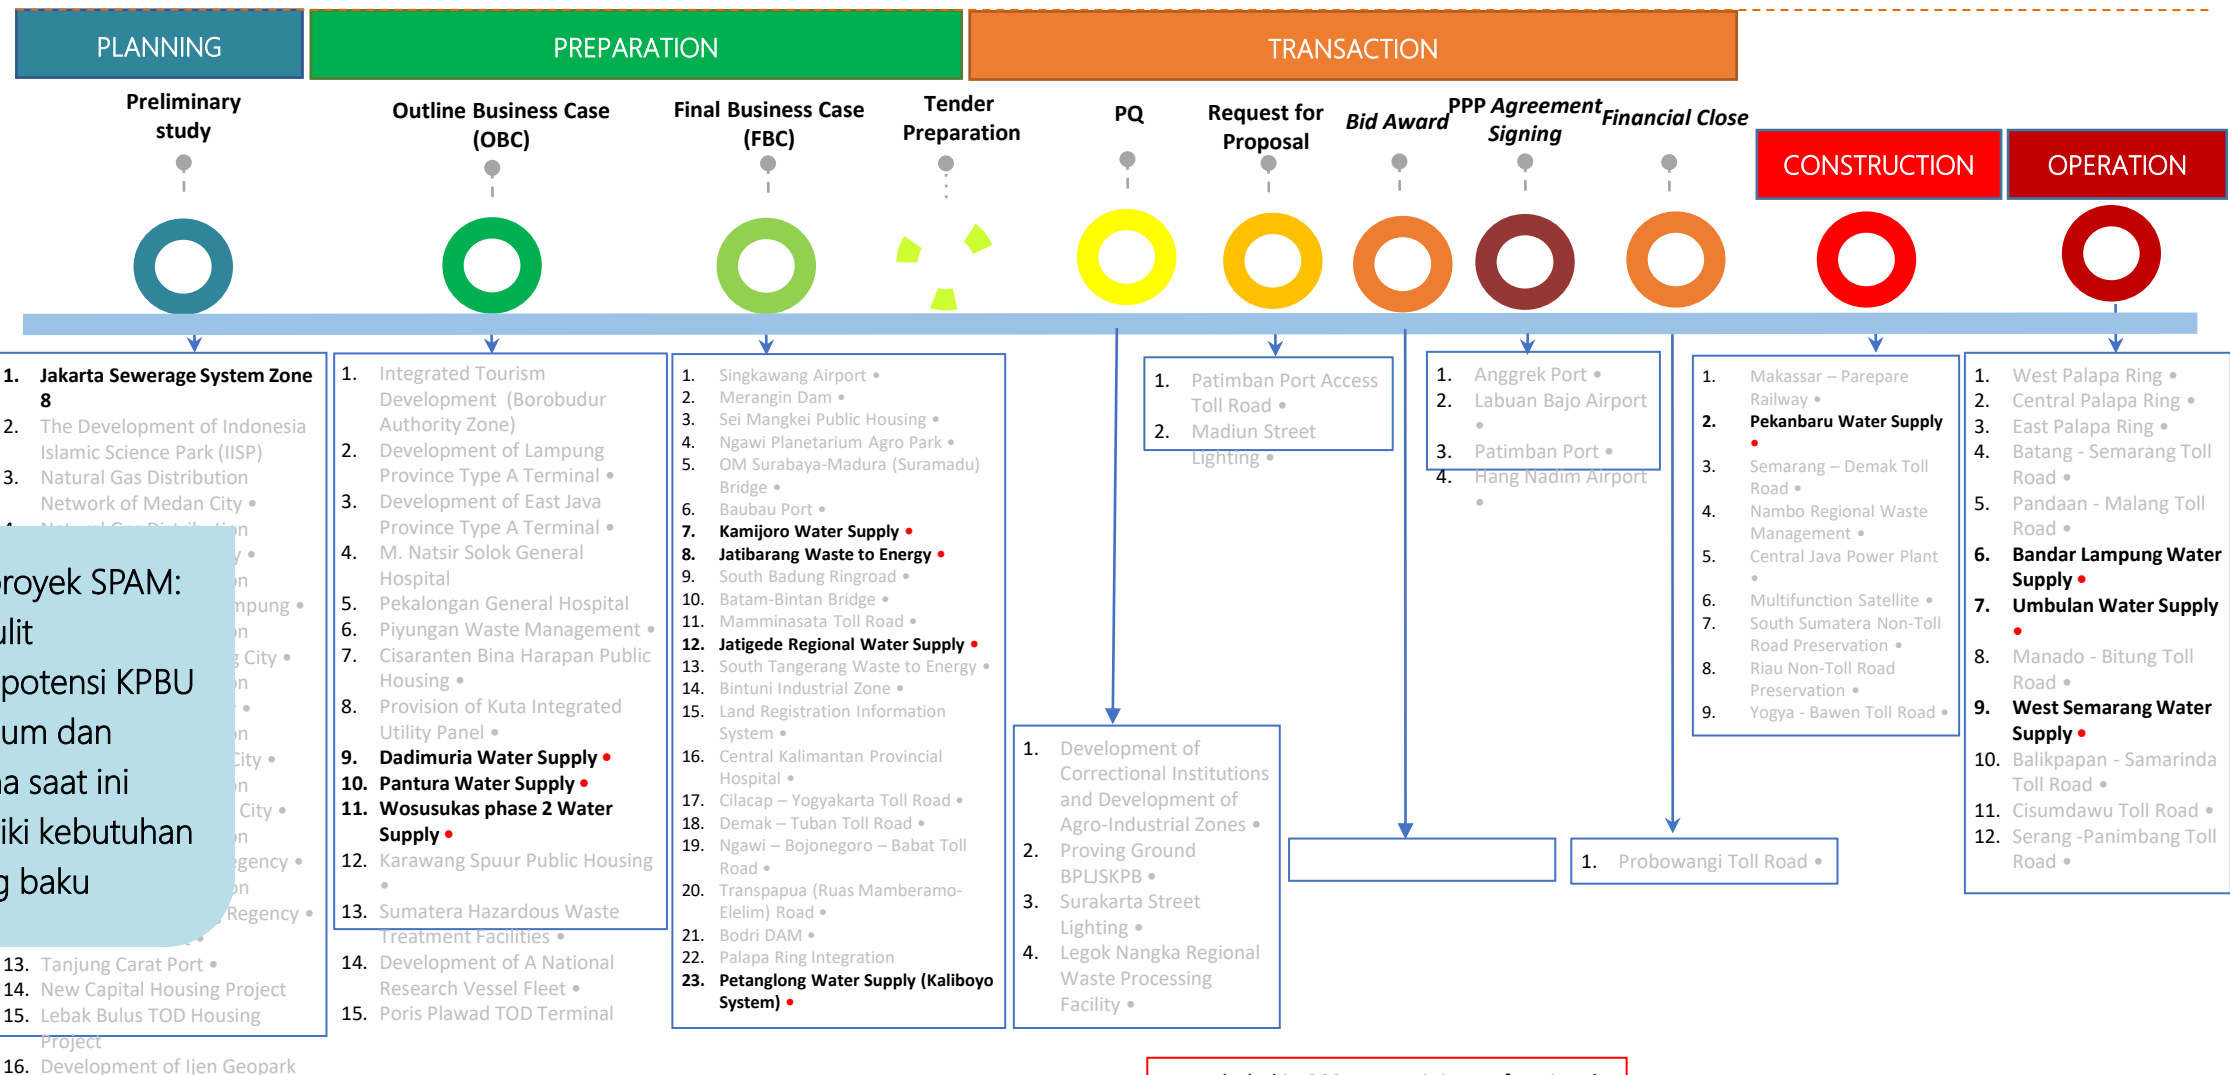 PLANNING
PREPARATION
TRANSACTION
CONSTRUCTION
OPERATION
Preliminary
study
Outline Business Case
(OBC)
Final Business Case
(FBC)
Tender
Preparation
PQ
Request for
Proposal
Bid Award
PPP Agreement
Signing
Financial Close
1. Jakarta Sewerage System Zone
8
2. The Development of Indonesia
Islamic Science Park (IISP)
3. Natural Gas Distribution
Network of Medan City •
proyek SPAM:
potensi KPBU
dan
saat ini
kebutuhan
baku
City •
City •
City •
Regency •
13. Tanjung Carat Port •
14. New Capital Housing Project
15. Lebak Bulus TOD Housing
Project
16. Development of Ijen Geopark
1. Integrated Tourism
Development (Borobudur
Authority Zone)
2. Development of Lampung
Province Type A Terminal •
3. Development of East Java
Province Type A Terminal •
4. M. Natsir Solok General
Hospital
5. Pekalongan General Hospital
6. Piyungan Waste Management •
7. Cisaranten Bina Harapan Public
Housing •
8. Provision of Kuta Integrated
Utility Panel •
9. Dadimuria Water Supply •
10. Pantura Water Supply •
11. Wosusukas phase 2 Water
Supply •
12. Karawang Spuur Public Housing
•
13. Sumatera Hazardous Waste
Treatment Facilities •
14. Development of A National
Research Vessel Fleet •
15. Poris Plawad TOD Terminal
1. Singkawang Airport •
2. Merangin Dam •
3. Sei Mangkei Public Housing •
4. Ngawi Planetarium Agro Park •
5. OM Surabaya-Madura (Suramadu)
Bridge •
6. Baubau Port •
7. Kamijoro Water Supply •
8. Jatibarang Waste to Energy •
9. South Badung Ringroad •
10. Batam-Bintan Bridge •
11. Mamminasata Toll Road •
12. Jatigede Regional Water Supply •
13. South Tangerang Waste to Energy •
14. Bintuni Industrial Zone •
15. Land Registration Information
System •
16. Central Kalimantan Provincial
Hospital •
17. Cilacap – Yogyakarta Toll Road •
18. Demak – Tuban Toll Road •
19. Ngawi – Bojonegoro – Babat Toll
Road •
20. Transpapua (Ruas Mamberamo-
Elelim) Road •
21. Bodri DAM •
22. Palapa Ring Integration
23. Petanglong Water Supply (Kaliboyo
System) •
1. Development of
Correctional Institutions
and Development of
Agro-Industrial Zones •
2. Proving Ground
BPLJSKPB •
3. Surakarta Street
Lighting •
4. Legok Nangka Regional
Waste Processing
Facility •
1. Patimban Port Access
Toll Road •
2. Madiun Street
Lighting •
1. Anggrek Port •
2. Labuan Bajo Airport
•
3. Patimban Port •
4. Hang Nadim Airport
•
1. Probowangi Toll Road •
1. Makassar – Parepare
Railway •
2. Pekanbaru Water Supply
•
3. Semarang – Demak Toll
Road •
4. Nambo Regional Waste
Management •
5. Central Java Power Plant
•
6. Multifunction Satellite •
7. South Sumatera Non-Toll
Road Preservation •
8. Riau Non-Toll Road
Preservation •
9. Yogya - Bawen Toll Road •
1. West Palapa Ring •
2. Central Palapa Ring •
3. East Palapa Ring •
4. Batang - Semarang Toll
Road •
5. Pandaan - Malang Toll
Road •
6. Bandar Lampung Water
Supply •
7. Umbulan Water Supply
•
8. Manado - Bitung Toll
Road •
9. West Semarang Water
Supply •
10. Balikpapan - Samarinda
Toll Road •
11. Cisumdawu Toll Road •
12. Serang -Panimbang Toll
Road •